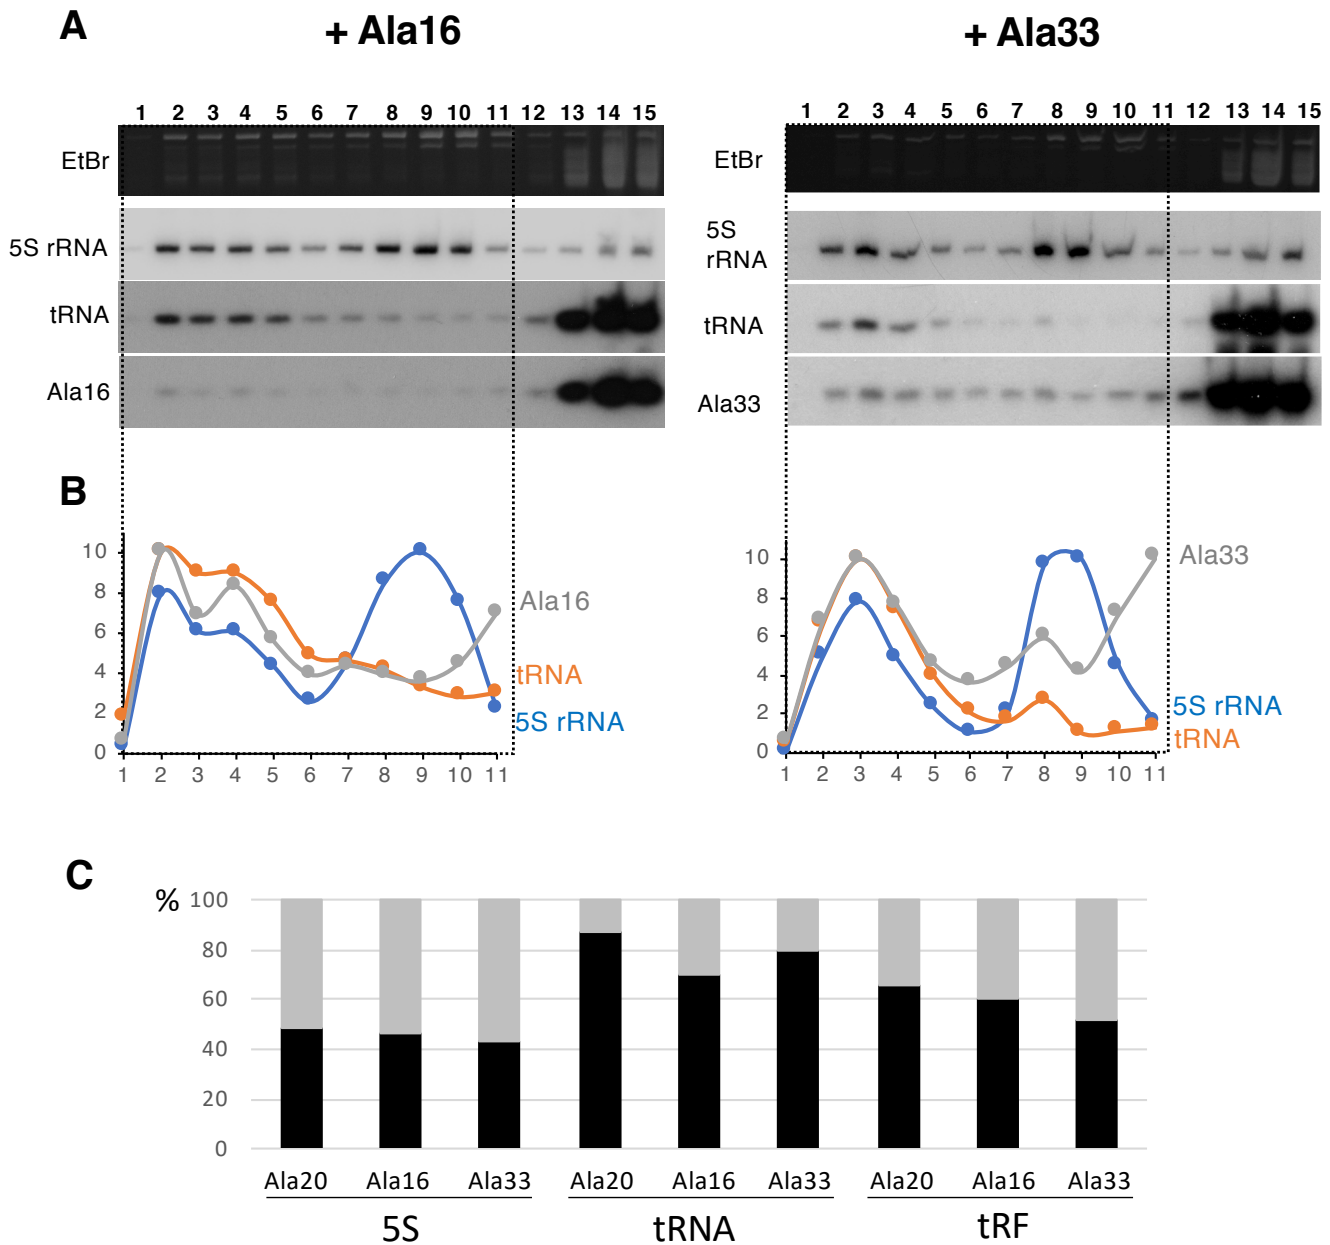 A
+ Ala16
+ Ala33
1 2 3 4 5 6 7 8 9 10 11 12 13 14 15
EtBr
5S rRNA
tRNA
Ala16
1 2 3 4 5 6 7 8 9 10 11 12 13 14 15
EtBr
5S
rRNA
tRNA
Ala33
B
10
8
6
4
2
0
1 2 3 4 5 6 7 8 9 10 11
Ala16
tRNA
5S rRNA
10
8
6
4
2
0
1 2 3 4 5 6 7 8 9 10 11
Ala33
5S rRNA
tRNA
C
% 100
80
60
40
20
0
Ala20 Ala16 Ala33 Ala20 Ala16 Ala33 Ala20 Ala16 Ala33
5S tRNA tRF